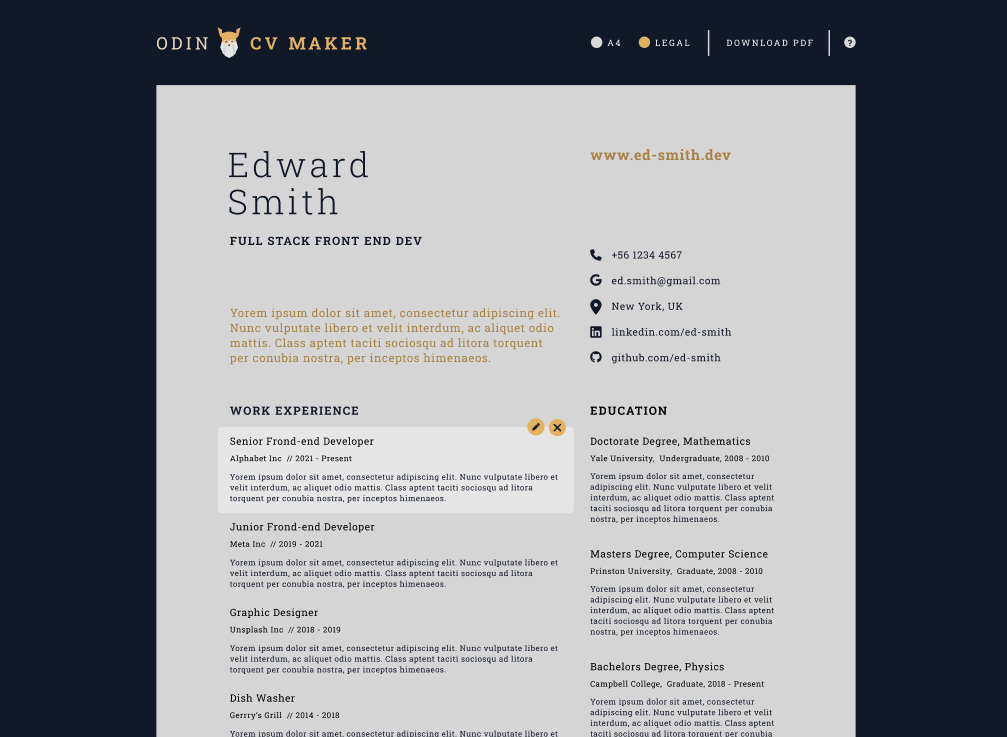 ODIN CV MAKER
A4
LEGAL
DOWNLOAD PDF
?
Edward
Smith
FULL STACK FRONT END DEV
Yorem ipsum dolor sit amet, consectetur adipiscing elit.
Nunc vulputate libero et velit interdum, ac aliquet odio
mattis. Class aptent taciti sociosqu ad litora torquent
per conubia nostra, per inceptos himenaeos.
www.ed-smith.dev
+56 1234 4567
ed.smith@gmail.com
New York, UK
linkedin.com/ed-smith
github.com/ed-smith
WORK EXPERIENCE
Senior Frond-end Developer
Alphabet Inc // 2021 - Present
Yorem ipsum dolor sit amet, consectetur adipiscing elit. Nunc vulputate libero et
velit interdum, ac aliquet odio mattis. Class aptent taciti sociosqu ad litora
torquent per conubia nostra, per inceptos himenaeos.
Junior Frond-end Developer
Meta Inc // 2019 - 2021
Yorem ipsum dolor sit amet, consectetur adipiscing elit. Nunc vulputate libero et
velit interdum, ac aliquet odio mattis. Class aptent taciti sociosqu ad litora
torquent per conubia nostra, per inceptos himenaeos.
Graphic Designer
Unsplash Inc // 2018 - 2019
Yorem ipsum dolor sit amet, consectetur adipiscing elit. Nunc vulputate libero et
velit interdum, ac aliquet odio mattis. Class aptent taciti sociosqu ad litora
torquent per conubia nostra, per inceptos himenaeos.
Dish Washer
Gerrry's Grill // 2014 - 2018
Yorem ipsum dolor sit amet, consectetur adipiscing elit. Nunc vulputate libero et
EDUCATION
Doctorate Degree, Mathematics
Yale University, Undergraduate, 2008 - 2010
Yorem ipsum dolor sit amet, consectetur
adipiscing elit. Nunc vulputate libero et velit
interdum, ac aliquet odio mattis. Class aptent
taciti sociosqu ad litora torquent per conubia
nostra, per inceptos himenaeos.
Masters Degree, Computer Science
Prinston University, Graduate, 2008 - 2010
Yorem ipsum dolor sit amet, consectetur
adipiscing elit. Nunc vulputate libero et velit
interdum, ac aliquet odio mattis. Class aptent
taciti sociosqu ad litora torquent per conubia
nostra, per inceptos himenaeos.
Bachelors Degree, Physics
Campbell College, Graduate, 2018 - Present
Yorem ipsum dolor sit amet, consectetur
adipiscing elit. Nunc vulputate libero et velit
interdum, ac aliquet odio mattis. Class aptent
taciti sociosqu ad litora torquent per conubia